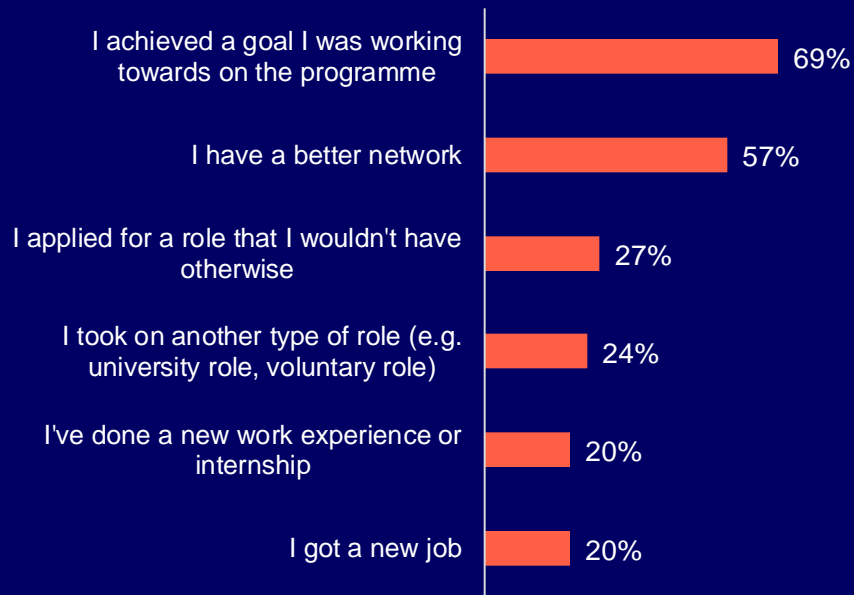 I achieved a goal I was working
towards on the programme
69%
I have a better network
57%
I applied for a role that I wouldn't have
otherwise
27%
I took on another type of role (e.g.
university role, voluntary role)
24%
I've done a new work experience or
internship
20%
I got a new job
20%